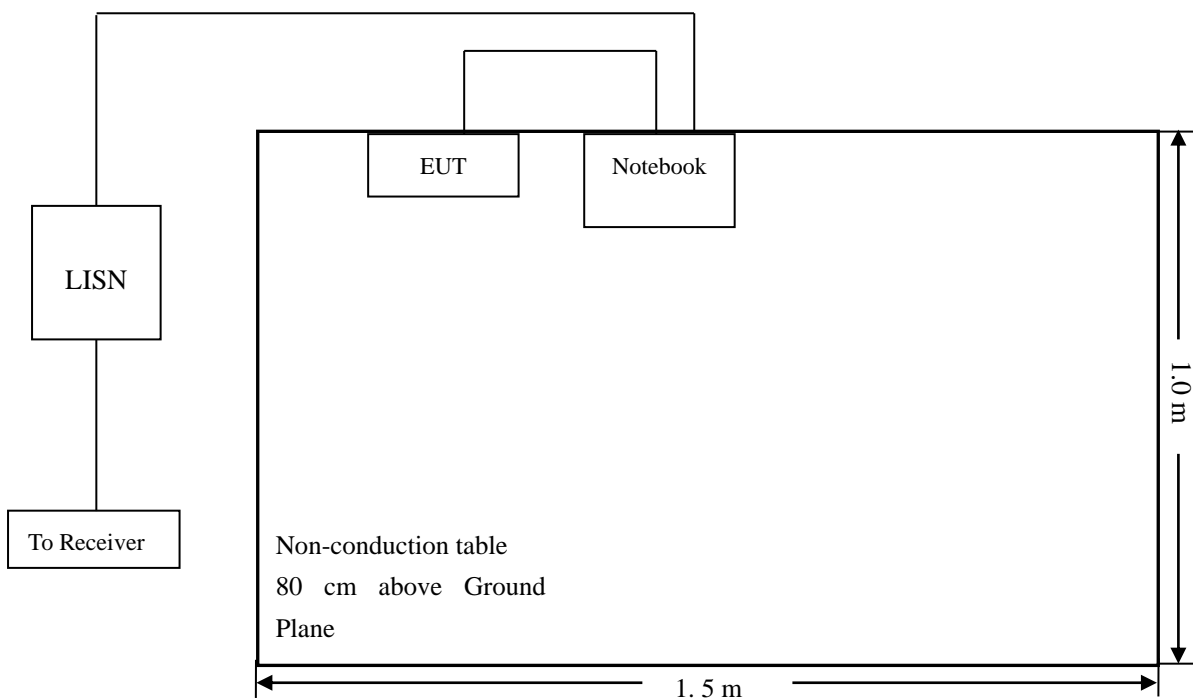 EUT
Notebook
LISN
1.0 m
To Receiver
Non-conduction table
80 cm above Ground
Plane
1. 5 m